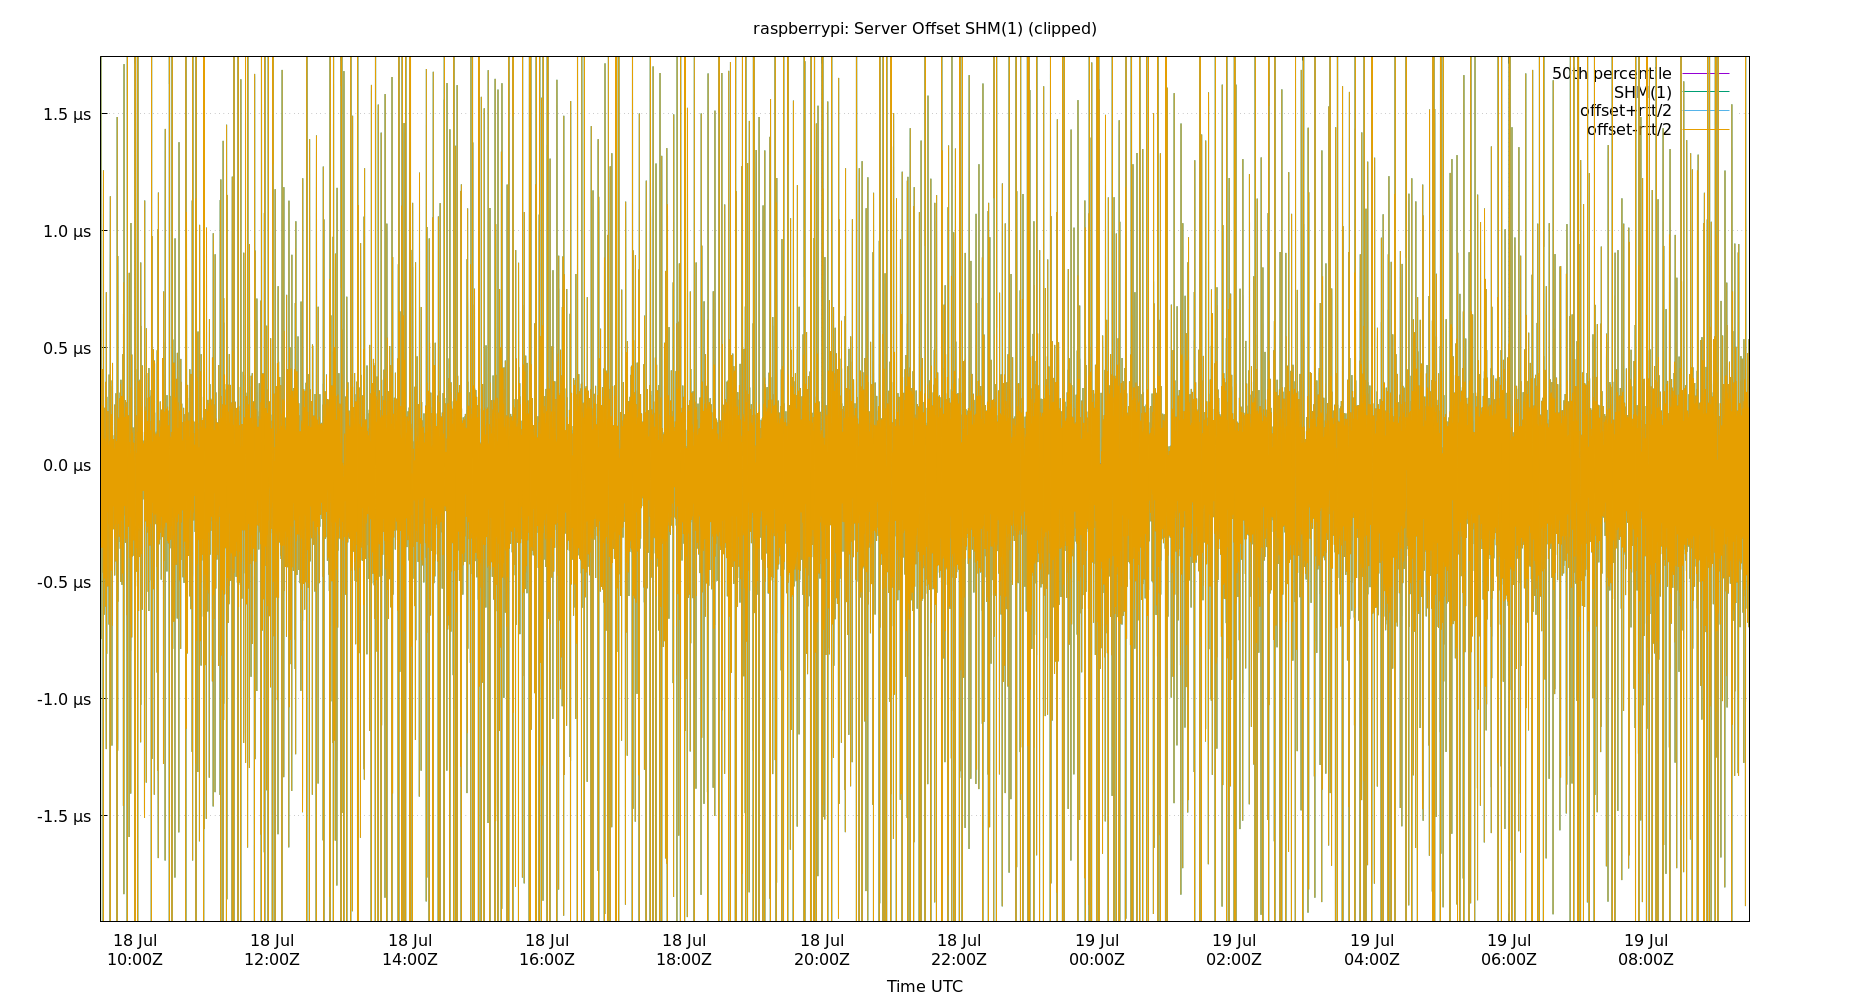 raspberrypi: Server Offset SHM(1) (clipped)
50th percentile
SHM(1)
offset+rtt/2
offset-rtt/2
1.5 µs
1.0 µs
0.5 µs
0.0 µs
-0.5 µs
-1.0 µs
-1.5 µs
18 Jul 18 Jul 18 Jul 18 Jul 18 Jul 18 Jul 18 Jul 19 Jul 19 Jul 19 Jul 19 Jul 19 Jul
10:00Z 12:00Z 14:00Z 16:00Z 18:00Z 20:00Z 22:00Z 00:00Z 02:00Z 04:00Z 06:00Z 08:00Z
Time UTC